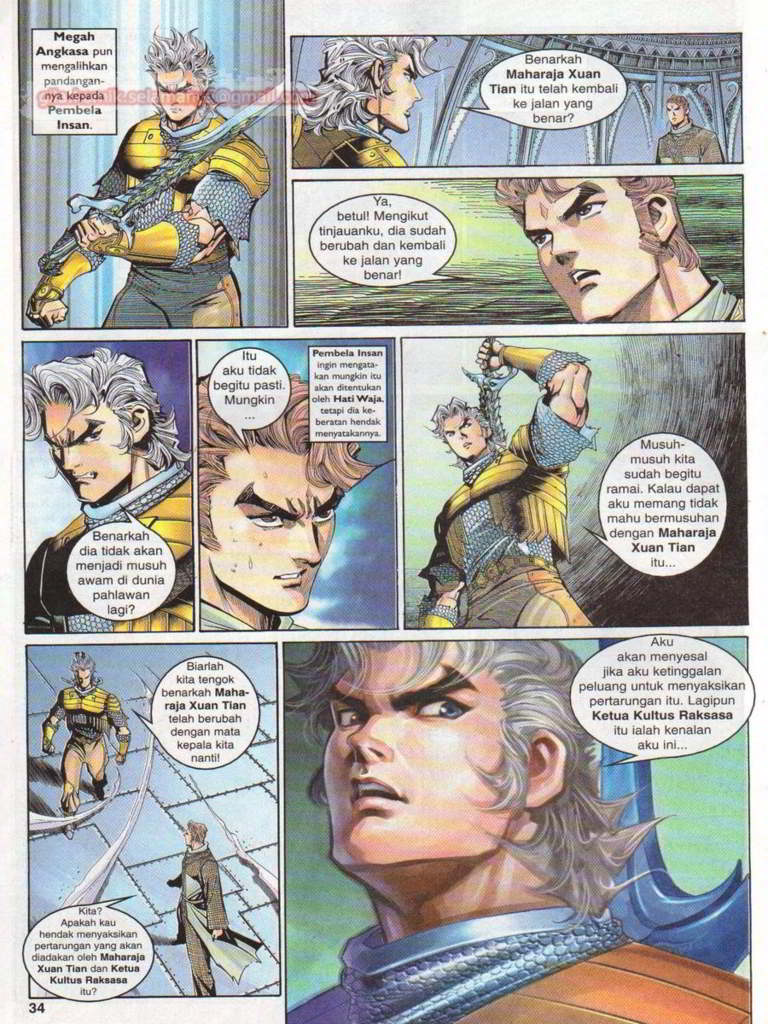 Megah
Angkasa pun
mengalihkan
pandangan-
nya kepada
Pembela
Insan.
Benarkah
Maharaja Xuan
Tian itu telah kembali
ke jalan yang
benar?
Ya,
betul! Mengikut
tinjauanku, dia sudah
berubah dan kembali
ke jalan yang
benar!
Benarkah
dia tidak akan
menjadi musuh
awam di dunia
pahlawan
lagi?
Itu
aku tidak
begitu pasti.
Mungkin
...
Pembela Insan
ingin mengata-
kan mungkin itu
akan ditentukan
oleh Hati Waja,
tetapi dia ke-
beratan hendak
menyatakannya.
Musuh-
musuh kita
sudah begitu
ramai. Kalau dapat
aku memang tidak
mahu bermusuhan
dengan Maharaja
Xuan Tian
itu...
Biarlah
kita tengok
benarkah Maha-
raja Xuan Tian
telah berubah
dengan mata
kepala kita
nanti!
Kita?
Apakah kau
hendak menyaksikan
pertarungan yang akan
diadakan oleh Maharaja
Xuan Tian dan Ketua
Kultus Raksasa
itu?
Aku
akan menyesal
jika aku ketinggalan
peluang untuk menyaksikan
pertarungan itu. Lagipun
Ketua Kultus Raksasa
itu ialah kenalan
aku ini...
34